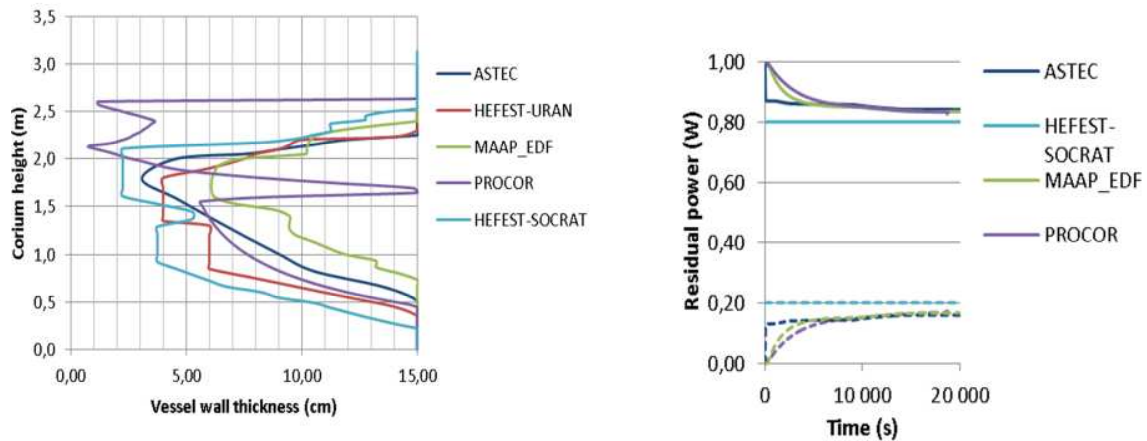 3,5
3,0
2,5
2,0
1,5
1,0
0,5
0,0
Corium height (m)
0,00
5,00
10,00
15,00
Vessel wall thickness (cm)
ASTEC
HEFEST-URAN
MAAP_EDF
PROCOR
HEFEST-SOCRAT
1,00
0,80
0,60
0,40
0,20
0,00
Residual power (W)
0
10 000
20 000
Time (s)
ASTEC
HEFEST-
SOCRAT
MAAP_EDF
PROCOR